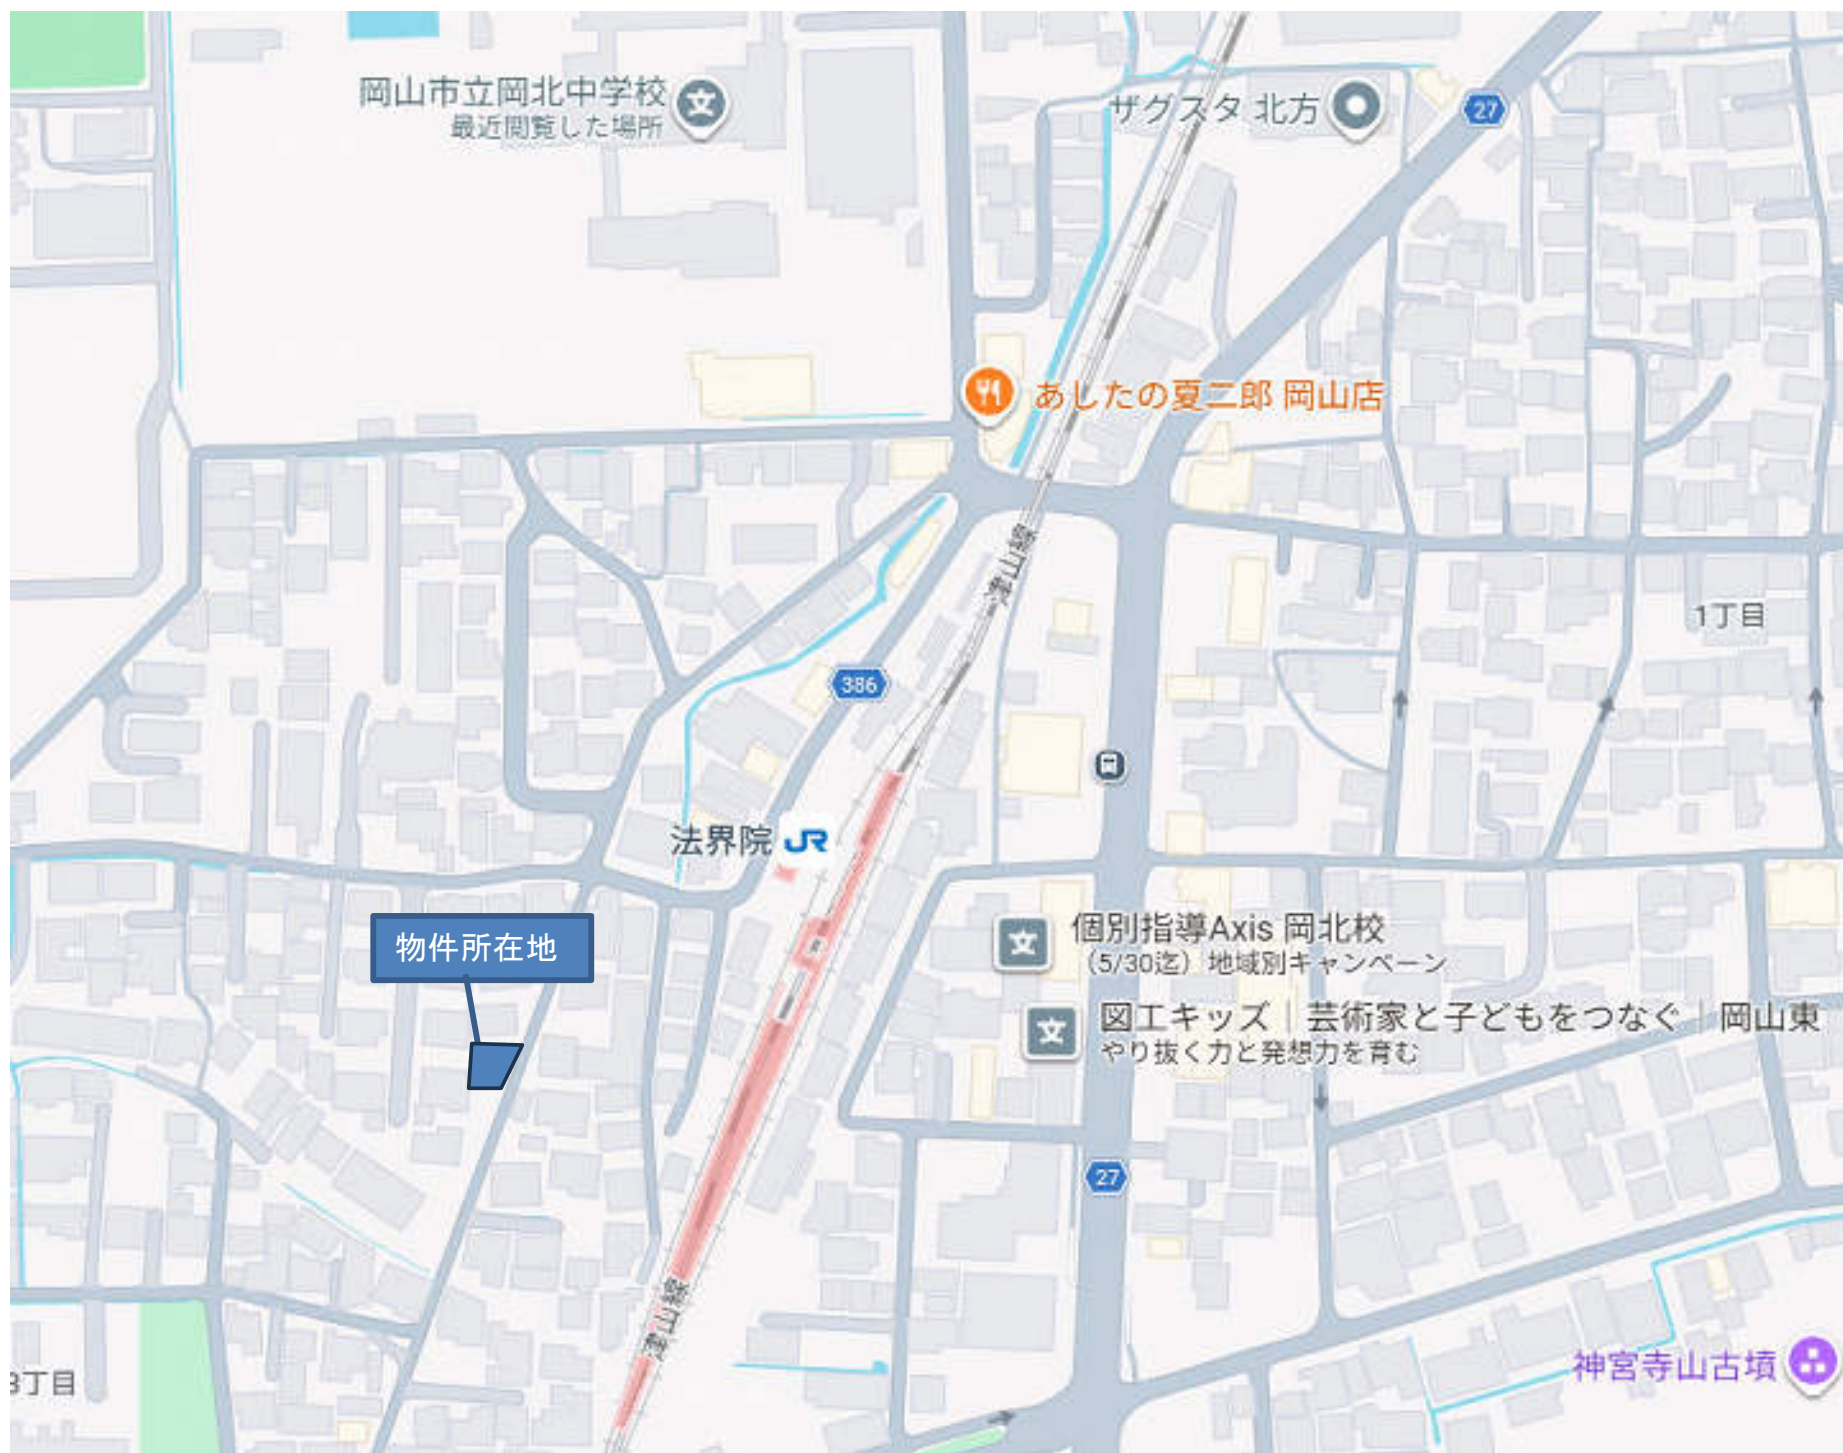 岡山市立岡北中学校
最近閲覧した場所
ザグスタ 北方
27
あしたの夏二郎 岡山店
津山線
1丁目
386
法界院 JR
物件所在地
個別指導Axis 岡北校
(5/30迄) 地域別キャンペーン
図工キッズ｜芸術家と子どもをつなぐ｜岡山東
やり抜く力と発想力を育む
27
津山線
神宮寺山古墳
3丁目